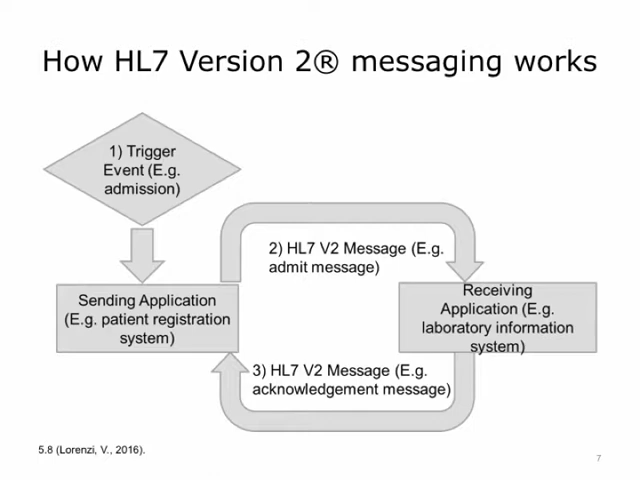 How HL7 Version 2® messaging works
1) Trigger
Event (E.g.
admission)
2) HL7 V2 Message (E.g.
admit message)
Sending Application
(E.g. patient registration
system)
Receiving
Application (E.g.
laboratory information
system)
3) HL7 V2 Message (E.g.
acknowledgement message)
5.8 (Lorenzi, V., 2016).
7